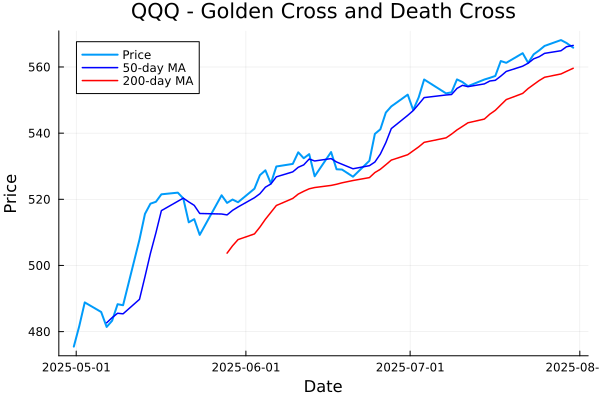 QQQ - Golden Cross and Death Cross
Price
50-day MA
200-day MA
560
540
520
500
480
Price
2025-05-01 2025-06-01 2025-07-01 2025-08-
Date